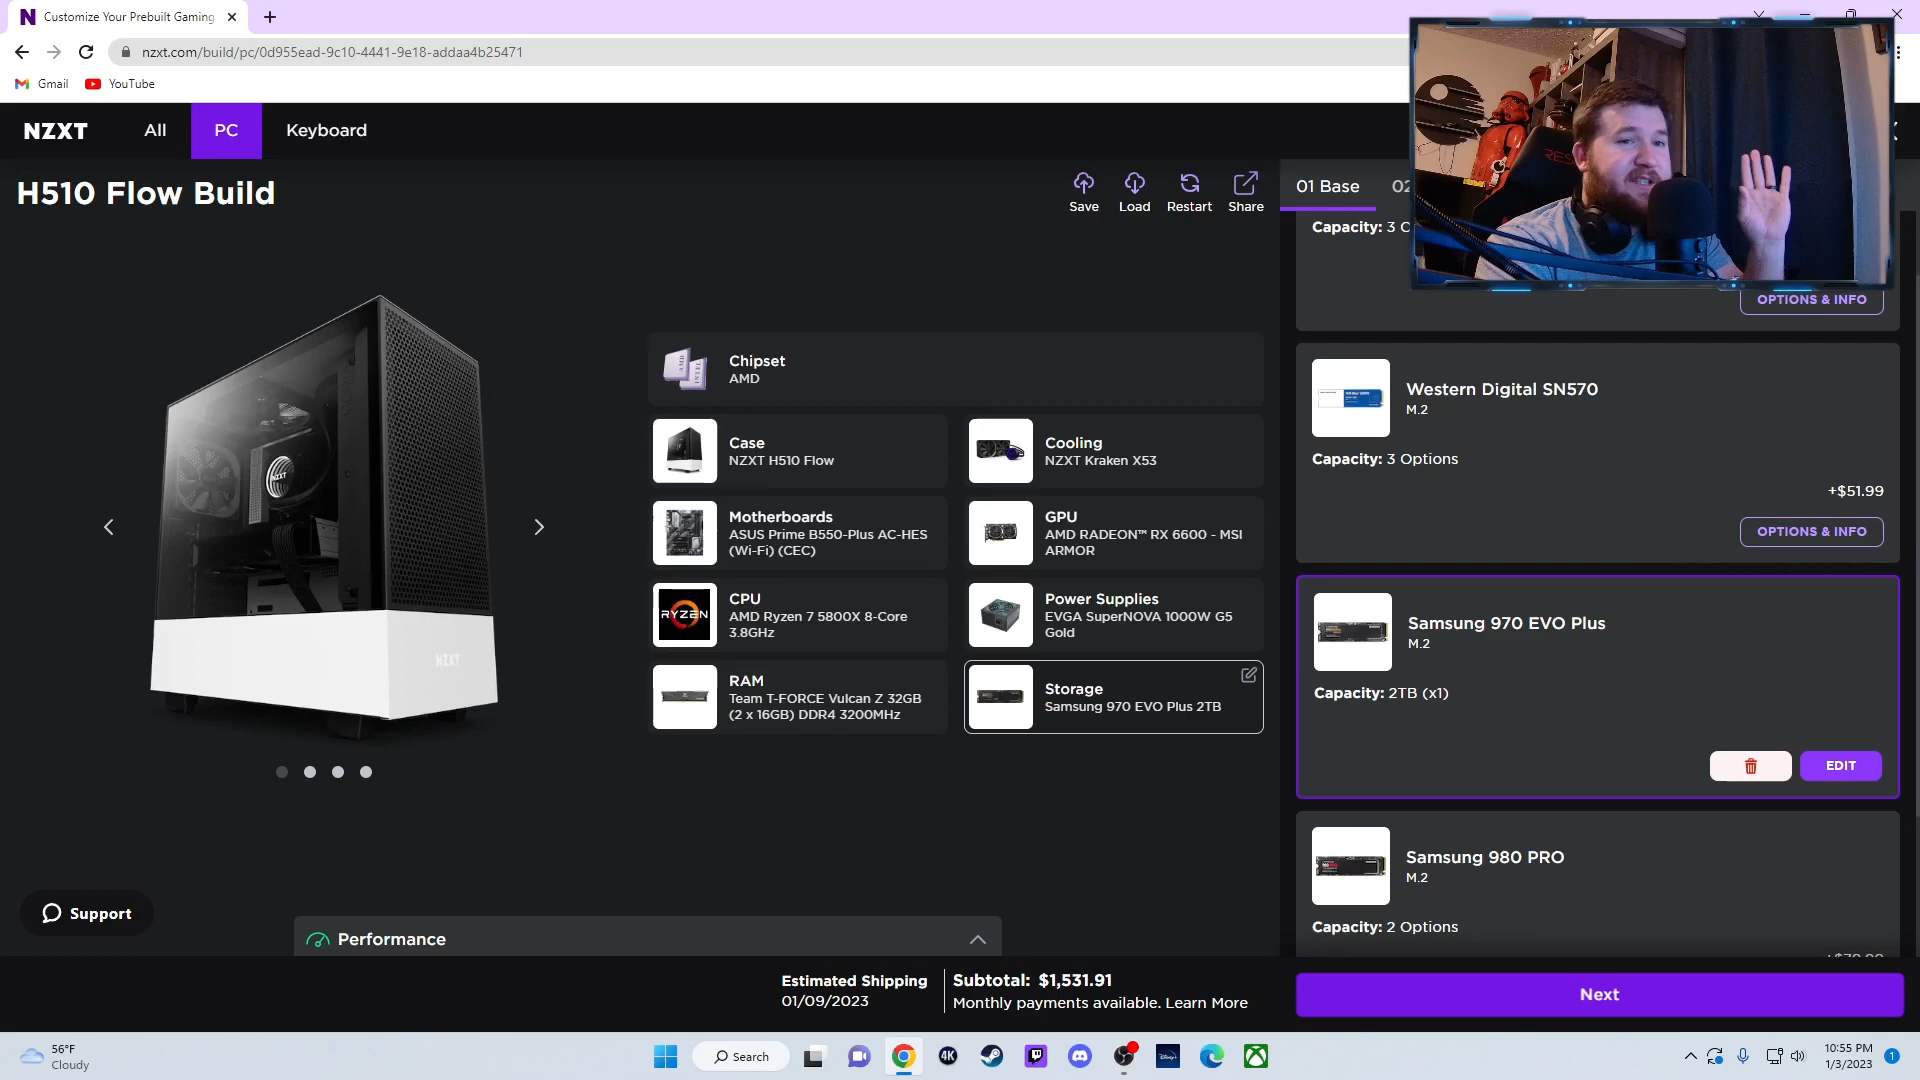 Customize Your Prebuilt Gaming
nzxt.com/build/pc/0d955ead-9c10-4441-9e18-addaa4b25471
Gmail
YouTube
NZXT
All
PC
Keyboard
H510 Flow Build
Save
Load
Restart
Share
01 Base
02
Capacity: 3 O
OPTIONS & INFO
Chipset
AMD
Case
NZXT H510 Flow
Cooling
NZXT Kraken X53
Motherboards
ASUS Prime B550-Plus AC-HES
(Wi-Fi) (CEC)
GPU
AMD RADEON™ RX 6600 - MSI
ARMOR
RYZEN
CPU
AMD Ryzen 7 5800X 8-Core
3.8GHz
Power Supplies
EVGA SuperNOVA 1000W G5
Gold
RAM
Team T-FORCE Vulcan Z 32GB
(2 x 16GB) DDR4 3200MHz
Storage
Samsung 970 EVO Plus 2TB
NZXT
NZXT
Western Digital SN570
M.2
Capacity: 3 Options
+$51.99
OPTIONS & INFO
Samsung 970 EVO Plus
M.2
Capacity: 2TB (x1)
EDIT
Samsung 980 PRO
M.2
Capacity: 2 Options
Support
Performance
Estimated Shipping
01/09/2023
Subtotal: $1,531.91
Monthly payments available. Learn More
Next
56°F
Cloudy
Search
4K
10:55 PM
1/3/2023
1